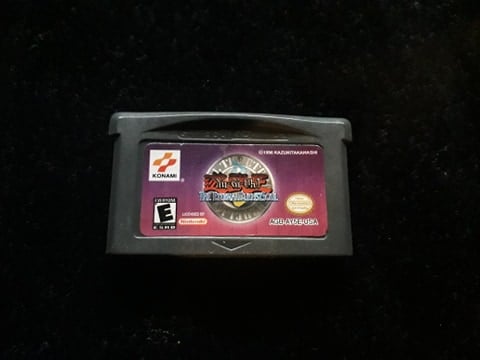 ©1996 KAZUKI TAKAHASHI
KONAMI
Yu-Gi-Oh!
THE ETERNAL DUELIST SOUL
EVERYONE
E
ESRB
LICENSED BY
Nintendo
AGB-AY5E-USA